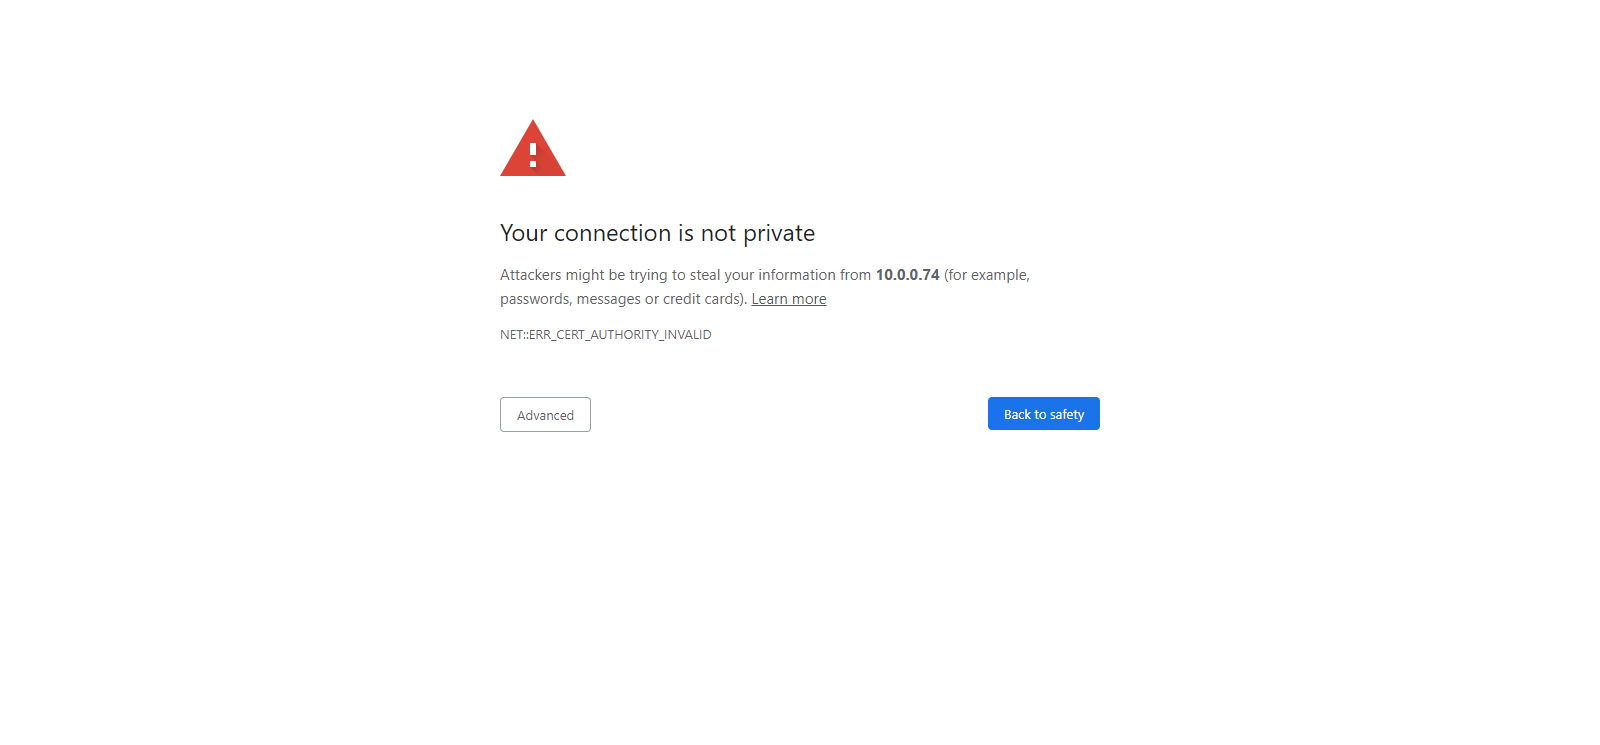 Your connection is not private
Attackers might be trying to steal your information from 10.0.0.74 (for example,
passwords, messages or credit cards). Learn more
NET::ERR_CERT_AUTHORITY_INVALID
Advanced
Back to safety